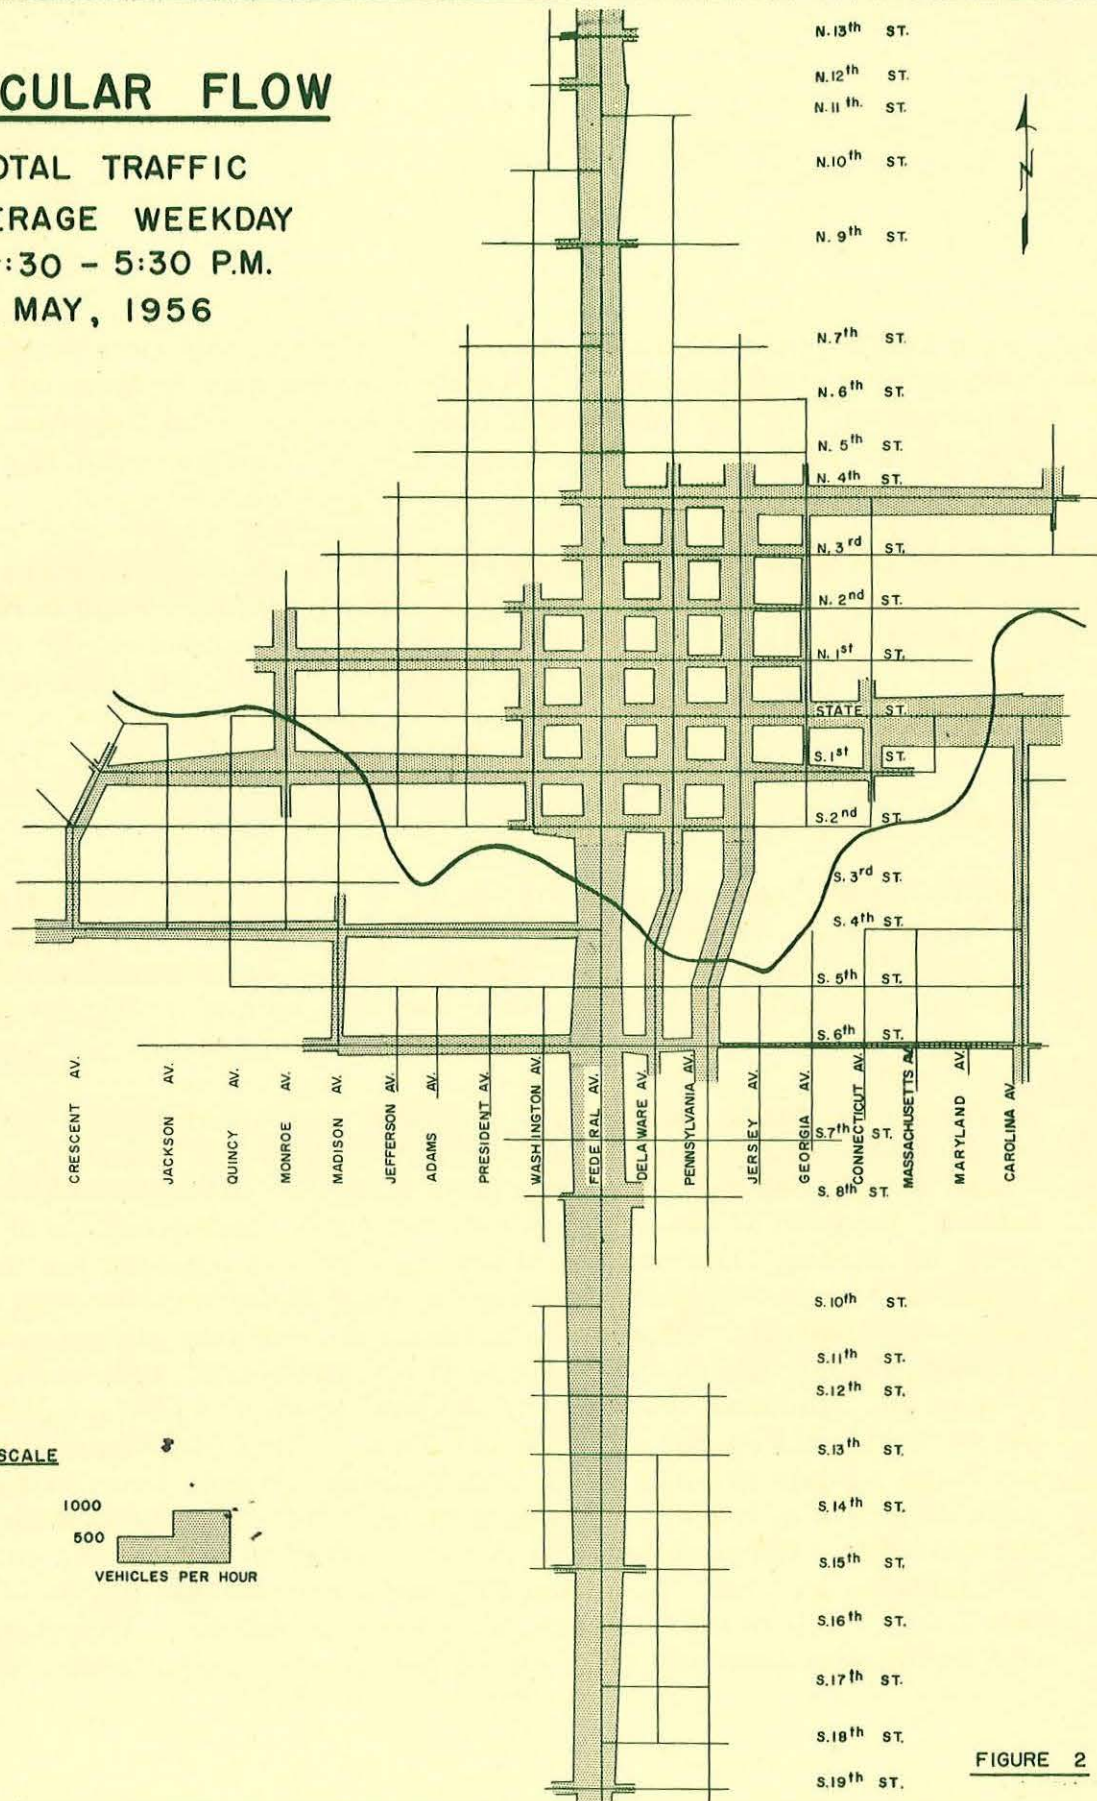 CULAR FLOW
OTAL TRAFFIC
ERAGE WEEKDAY
:30 – 5:30 P.M.
MAY, 1956
N. 13th ST.
N. 12th ST.
N. 11th. ST.
N. 10th ST.
N. 9th ST.
N. 7th ST.
N. 6th ST.
N. 5th ST.
N. 4th ST.
N. 3rd ST.
N. 2nd ST.
N. 1st ST.
STATE ST.
S. 1st ST.
S. 2nd ST.
S. 3rd ST.
S. 4th ST.
S. 5th ST.
S. 6th ST.
S. 7th ST.
S. 8th ST.
S. 10th ST.
S. 11th ST.
S. 12th ST.
S. 13th ST.
S. 14th ST.
S. 15th ST.
S. 16th ST.
S. 17th ST.
S. 18th ST.
S. 19th ST.
N
CRESCENT AV.
JACKSON AV.
QUINCY AV.
MONROE AV.
MADISON AV.
JEFFERSON AV.
ADAMS AV.
PRESIDENT AV.
WASHINGTON AV.
FEDERAL AV.
DELAWARE AV.
PENNSYLVANIA AV.
JERSEY AV.
GEORGIA AV.
CONNECTICUT AV.
MASSACHUSETTS AV.
MARYLAND AV.
CAROLINA AV.
SCALE
1000
500
VEHICLES PER HOUR
FIGURE 2